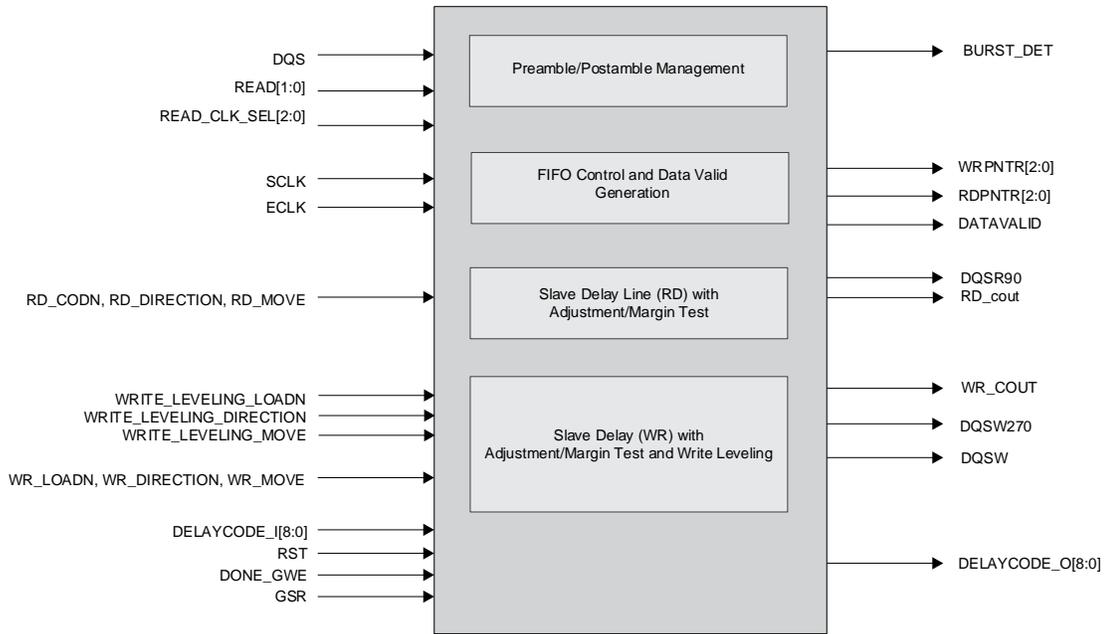 DQS
READ[1:0]
READ_CLK_SEL[2:0]
SCLK
ECLK
RD_CODN, RD_DIRECTION, RD_MOVE
WRITE_LEVELING_LOADN
WRITE_LEVELING_DIRECTION
WRITE_LEVELING_MOVE
WR_LOADN, WR_DIRECTION, WR_MOVE
DELAYCODE_I[8:0]
RST
DONE_GWE
GSR
Preamble/Postamble Management
FIFO Control and Data Valid
Generation
Slave Delay Line (RD) with
Adjustment/Margin Test
Slave Delay (WR) with
Adjustment/Margin Test and Write Leveling
BURST_DET
WRPNTR[2:0]
RDPNTR[2:0]
DATAVALID
DQSR90
RD_cout
WR_COUT
DQSW270
DQSW
DELAYCODE_O[8:0]